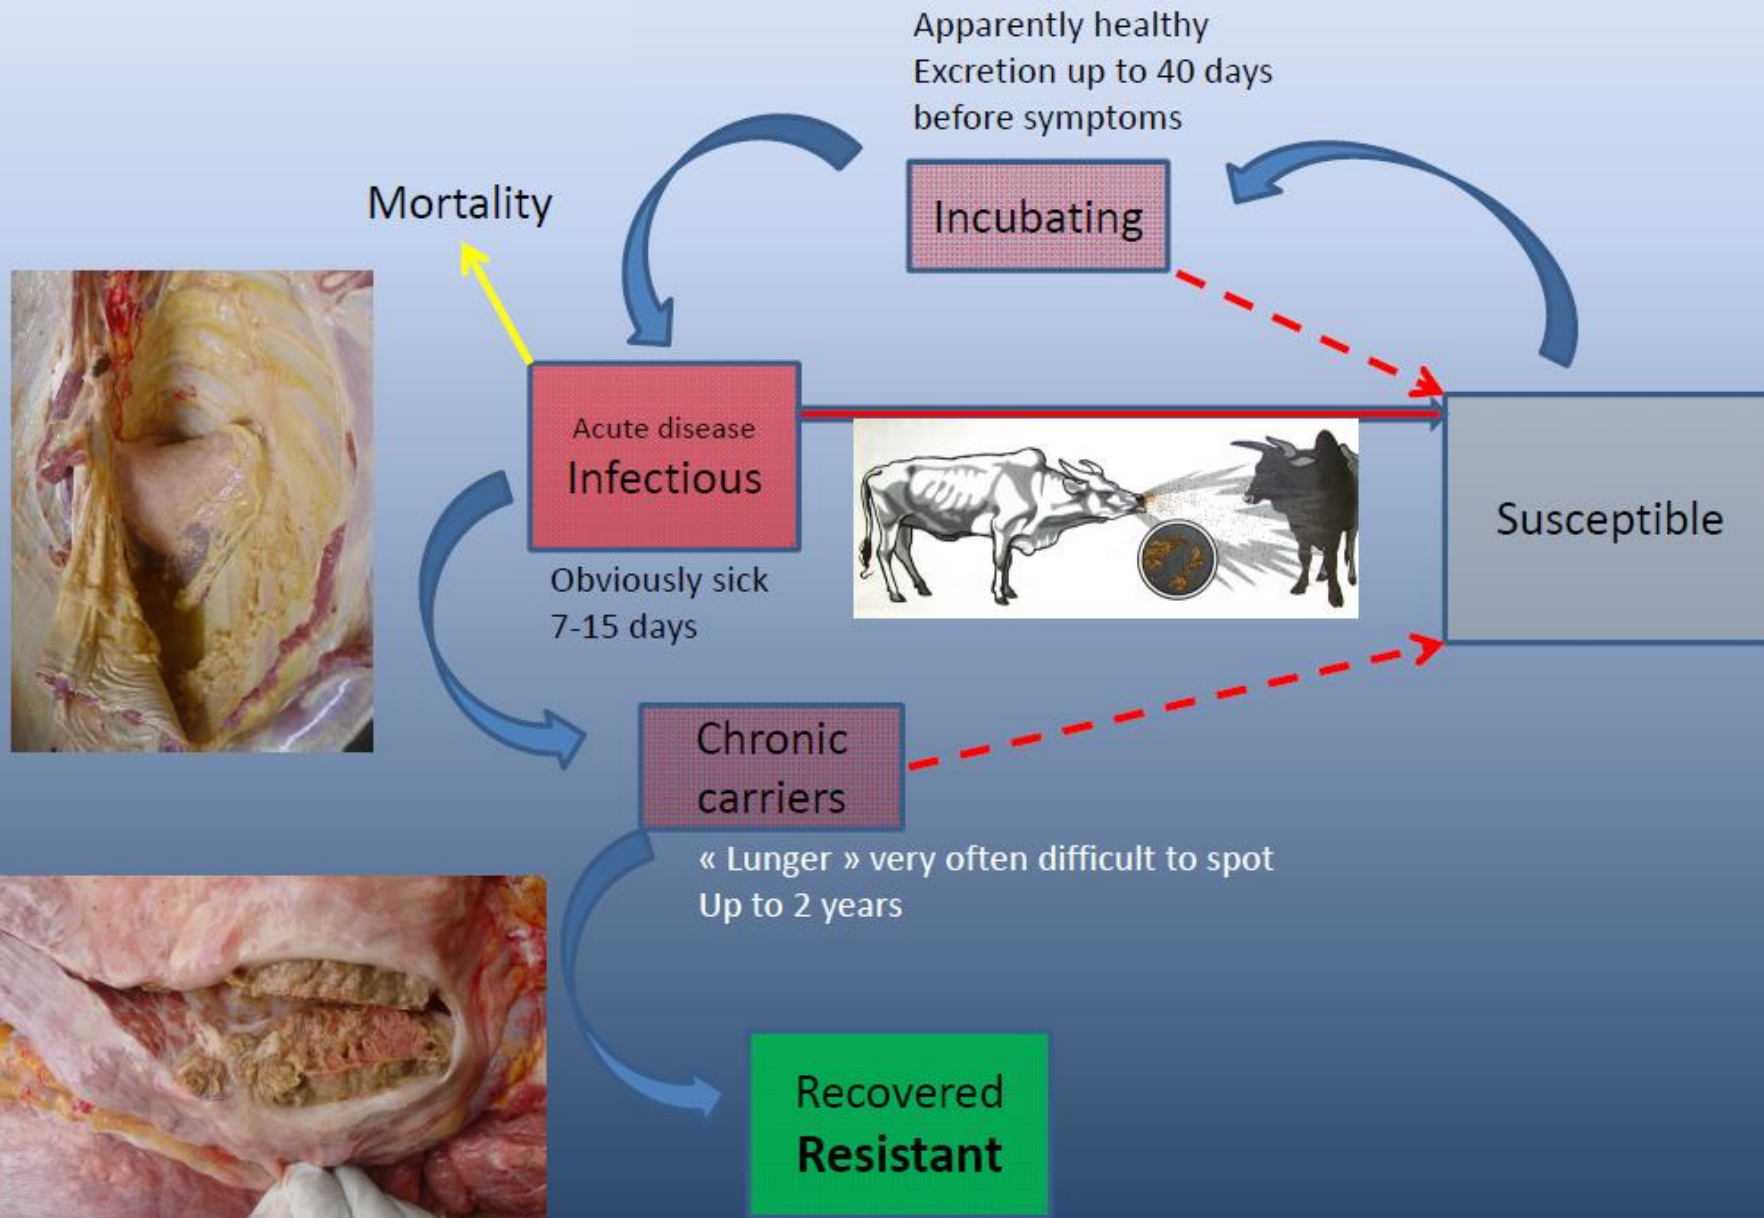 Apparently healthy
Excretion up to 40 days
before symptoms
Mortality
Incubating
Acute disease
Infectious
Susceptible
Obviously sick
7-15 days
Chronic
carriers
« Lunger » very often difficult to spot
Up to 2 years
Recovered
Resistant